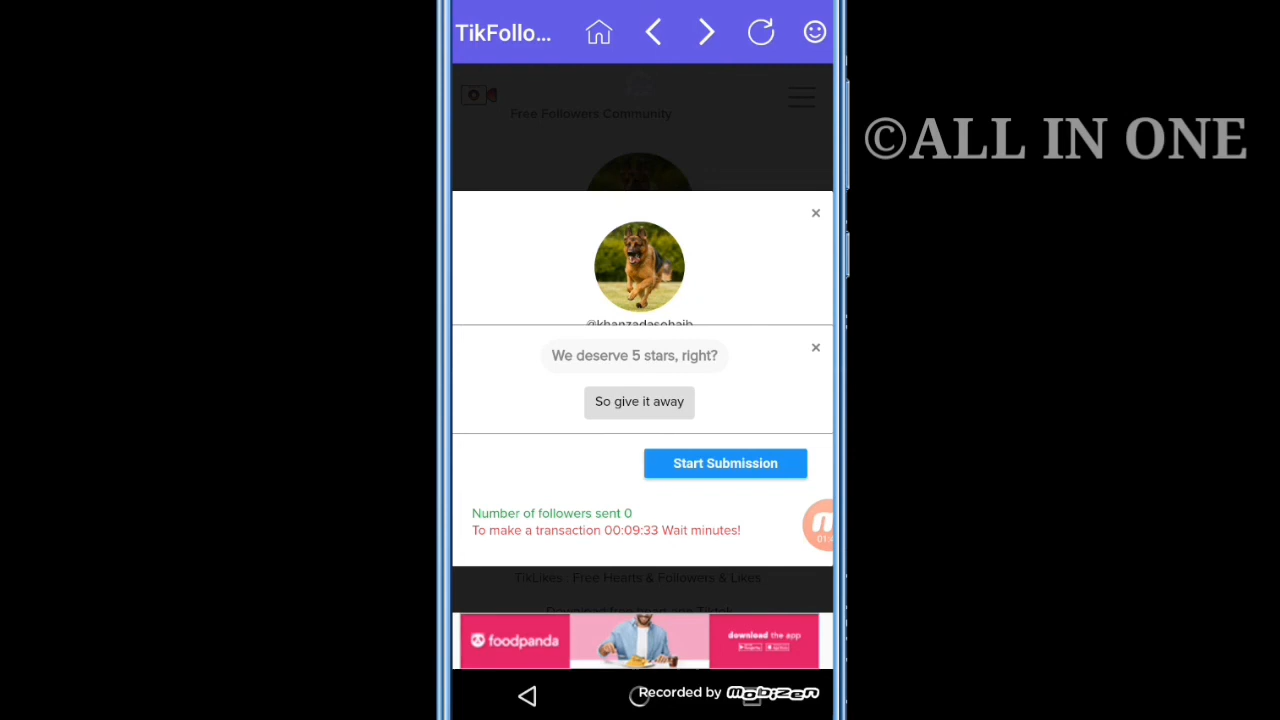 TikFollo...
Free Followers Community
©ALL IN ONE
@khanzadasohaib
We deserve 5 stars, right?
So give it away
Start Submission
Number of followers sent 0
To make a transaction 00:09:33 Wait minutes!
TikLikes : Free Hearts & Followers & Likes
foodpanda
download the app
Recorded by mobizen